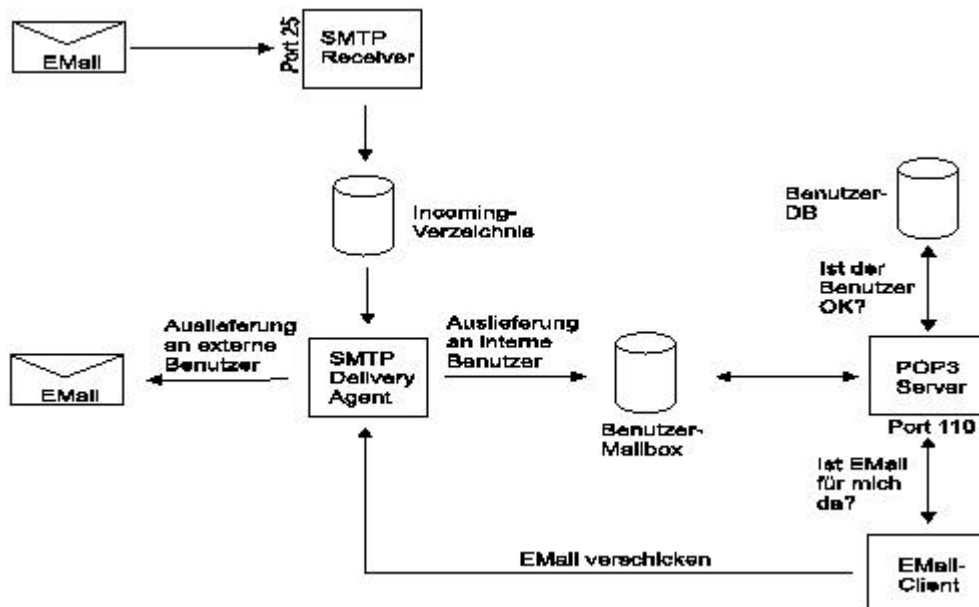 EMail
Port 25
SMTP
Receiver
Incoming-
Verzeichnis
Benutzer-
DB
Ist der
Benutzer
OK?
Auslieferung
an externe
Benutzer
Auslieferung
an interne
Benutzer
EMail
SMTP
Delivery
Agent
Benutzer-
Mailbox
POP3
Server
Port 110
Ist EMail
für mich
da?
EMail verschicken
EMail-
Client